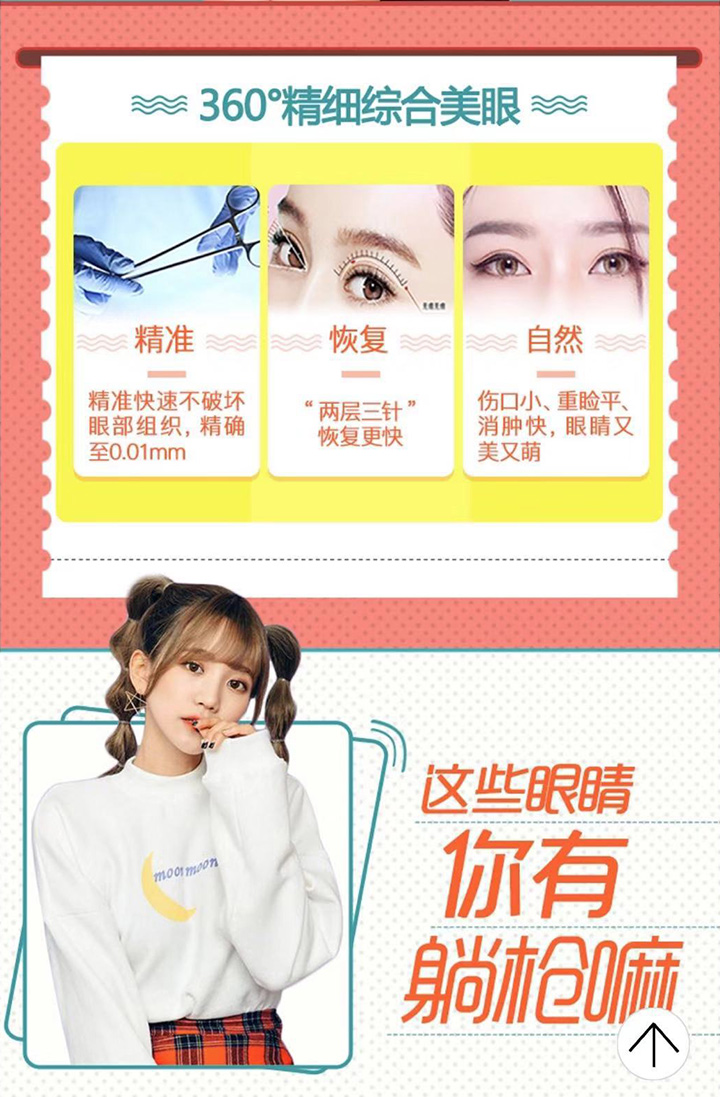 360°精细综合美眼
精准
精准快速不破坏
眼部组织，精确
至0.01mm
恢复
“两层三针”
恢复更快
自然
伤口小、重睑平、
消肿快，眼睛又
美又萌
moon moon
这些眼睛
你有
躺枪嘛